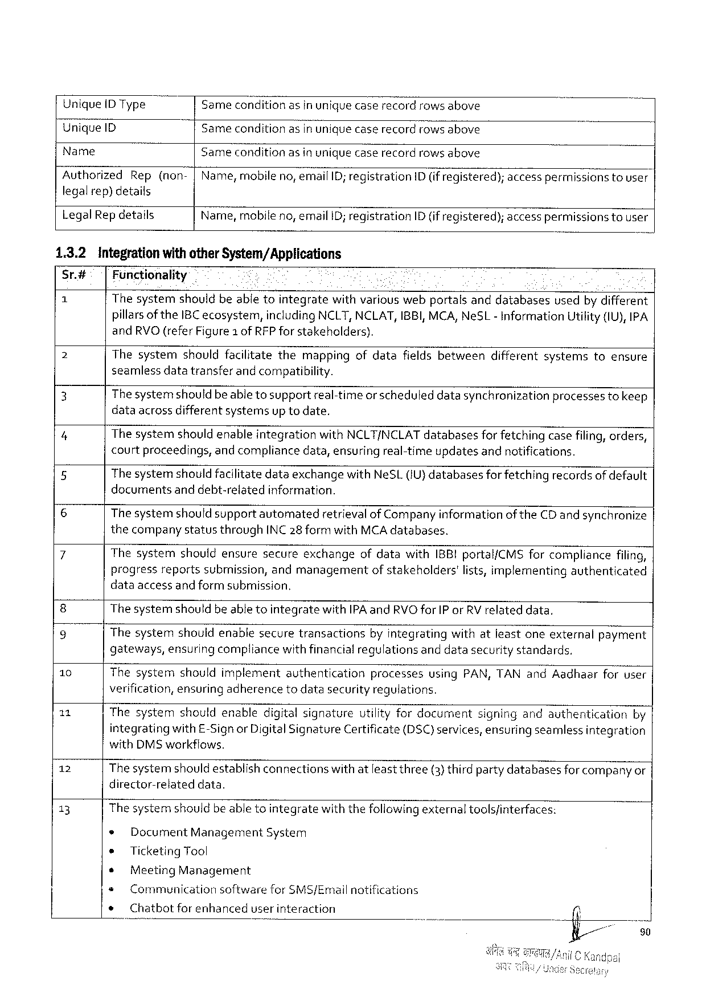 Unique ID Type Same condition as in unique case record rows above
Unique ID Same condition as in unique case record rows above
Name Same condition as in unique case record rows above
Authorized Rep (non- Name, mobile no, email ID; registration ID (if registered); access permissions to user
legal rep) details
Legal Rep details Name, mobile no, email ID; registration ID (if registered); access permissions to user
1.3.2 Integration with other System/Applications
Sr.# Functionality
1 The system should be able to integrate with various web portals and databases used by different
pillars of the IBC ecosystem, including NCLT, NCLAT, IBBI, MCA, NeSL - Information Utility (IU), IPA
and RVO (refer Figure 1 of RFP for stakeholders).
2 The system should facilitate the mapping of data fields between different systems to ensure
seamless data transfer and compatibility.
3 The system should be able to support real-time or scheduled data synchronization processes to keep
data across different systems up to date.
4 The system should enable integration with NCLT/NCLAT databases for fetching case filing, orders,
court proceedings, and compliance data, ensuring real-time updates and notifications.
5 The system should facilitate data exchange with NeSL (IU) databases for fetching records of default
documents and debt-related information.
6 The system should support automated retrieval of Company information of the CD and synchronize
the company status through INC 28 form with MCA databases.
7 The system should ensure secure exchange of data with IBBI portal/CMS for compliance filing,
progress reports submission, and management of stakeholders' lists, implementing authenticated
data access and form submission.
8 The system should be able to integrate with IPA and RVO for IP or RV related data.
9 The system should enable secure transactions by integrating with at least one external payment
gateways, ensuring compliance with financial regulations and data security standards.
10 The system should implement authentication processes using PAN, TAN and Aadhaar for user
verification, ensuring adherence to data security regulations.
11 The system should enable digital signature utility for document signing and authentication by
integrating with E-Sign or Digital Signature Certificate (DSC) services, ensuring seamless integration
with DMS workflows.
12 The system should establish connections with at least three (3) third party databases for company or
director-related data.
13 The system should be able to integrate with the following external tools/interfaces:
• Document Management System
• Ticketing Tool
• Meeting Management
• Communication software for SMS/Email notifications
• Chatbot for enhanced user interaction
90
अनिल चन्द्र काण्डपाल/Anil C Kandpal
अवर सचिव/Under Secretary